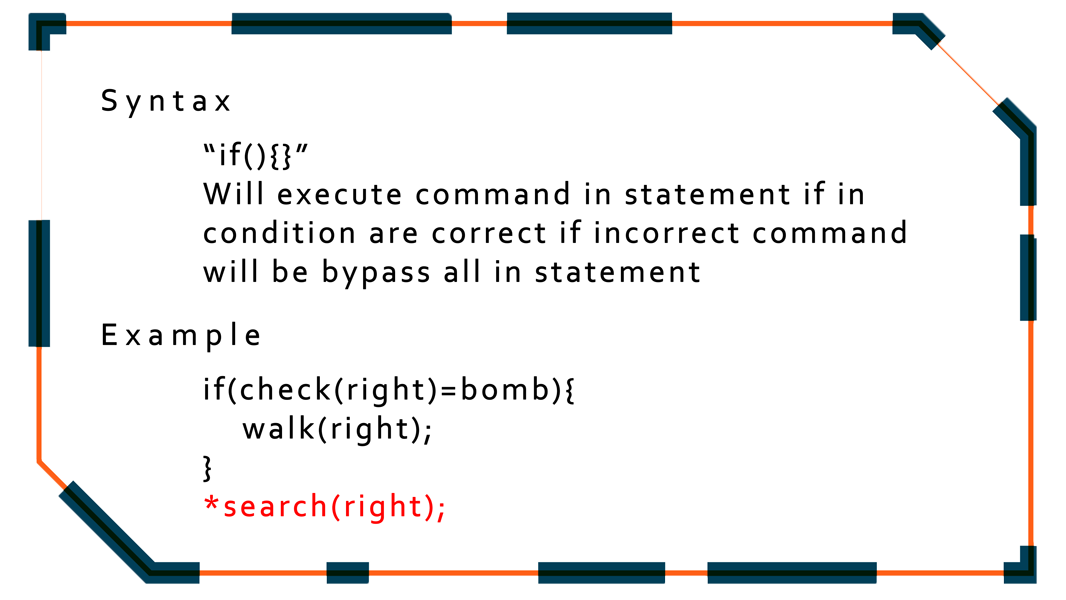 Syntax
“if(){}”
Will execute command in statement if in
condition are correct if incorrect command
will be bypass all in statement
Example
if(check(right)=bomb){
walk(right);
}
*search(right);